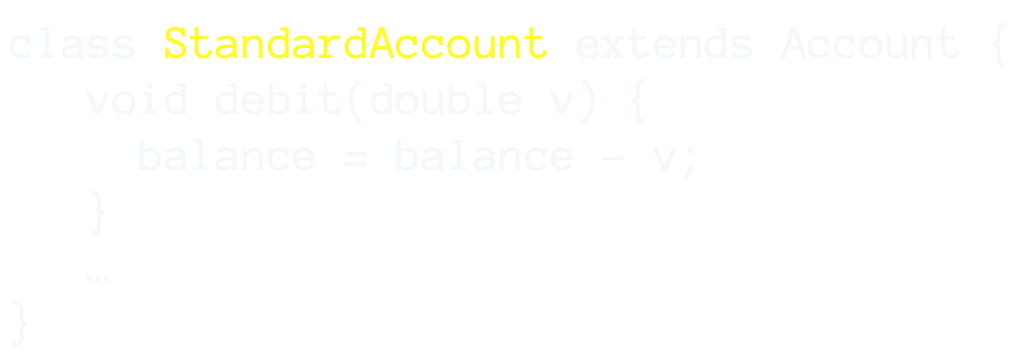 class StandardAccount extends Account {
   void debit(double v) {
     balance = balance - v;
   }
   …
}